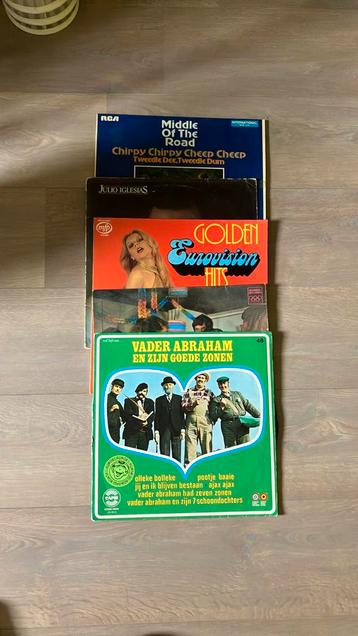 RCA
INTERNATIONAL
Middle
Of The
Road
Chirpy Chirpy Cheep Cheep
Tweedle Dee, Tweedle Dum
JULIO IGLESIAS
mfp
GOLDEN
Eurovision
HITS
48
VADER ABRAHAM
EN ZIJN GOEDE ZONEN
olleke bolleke pootje baaie
jij en ik blijven bestaan ajax ajax
vader abraham had zeven zonen
vader abraham en zijn 7 schoondochters